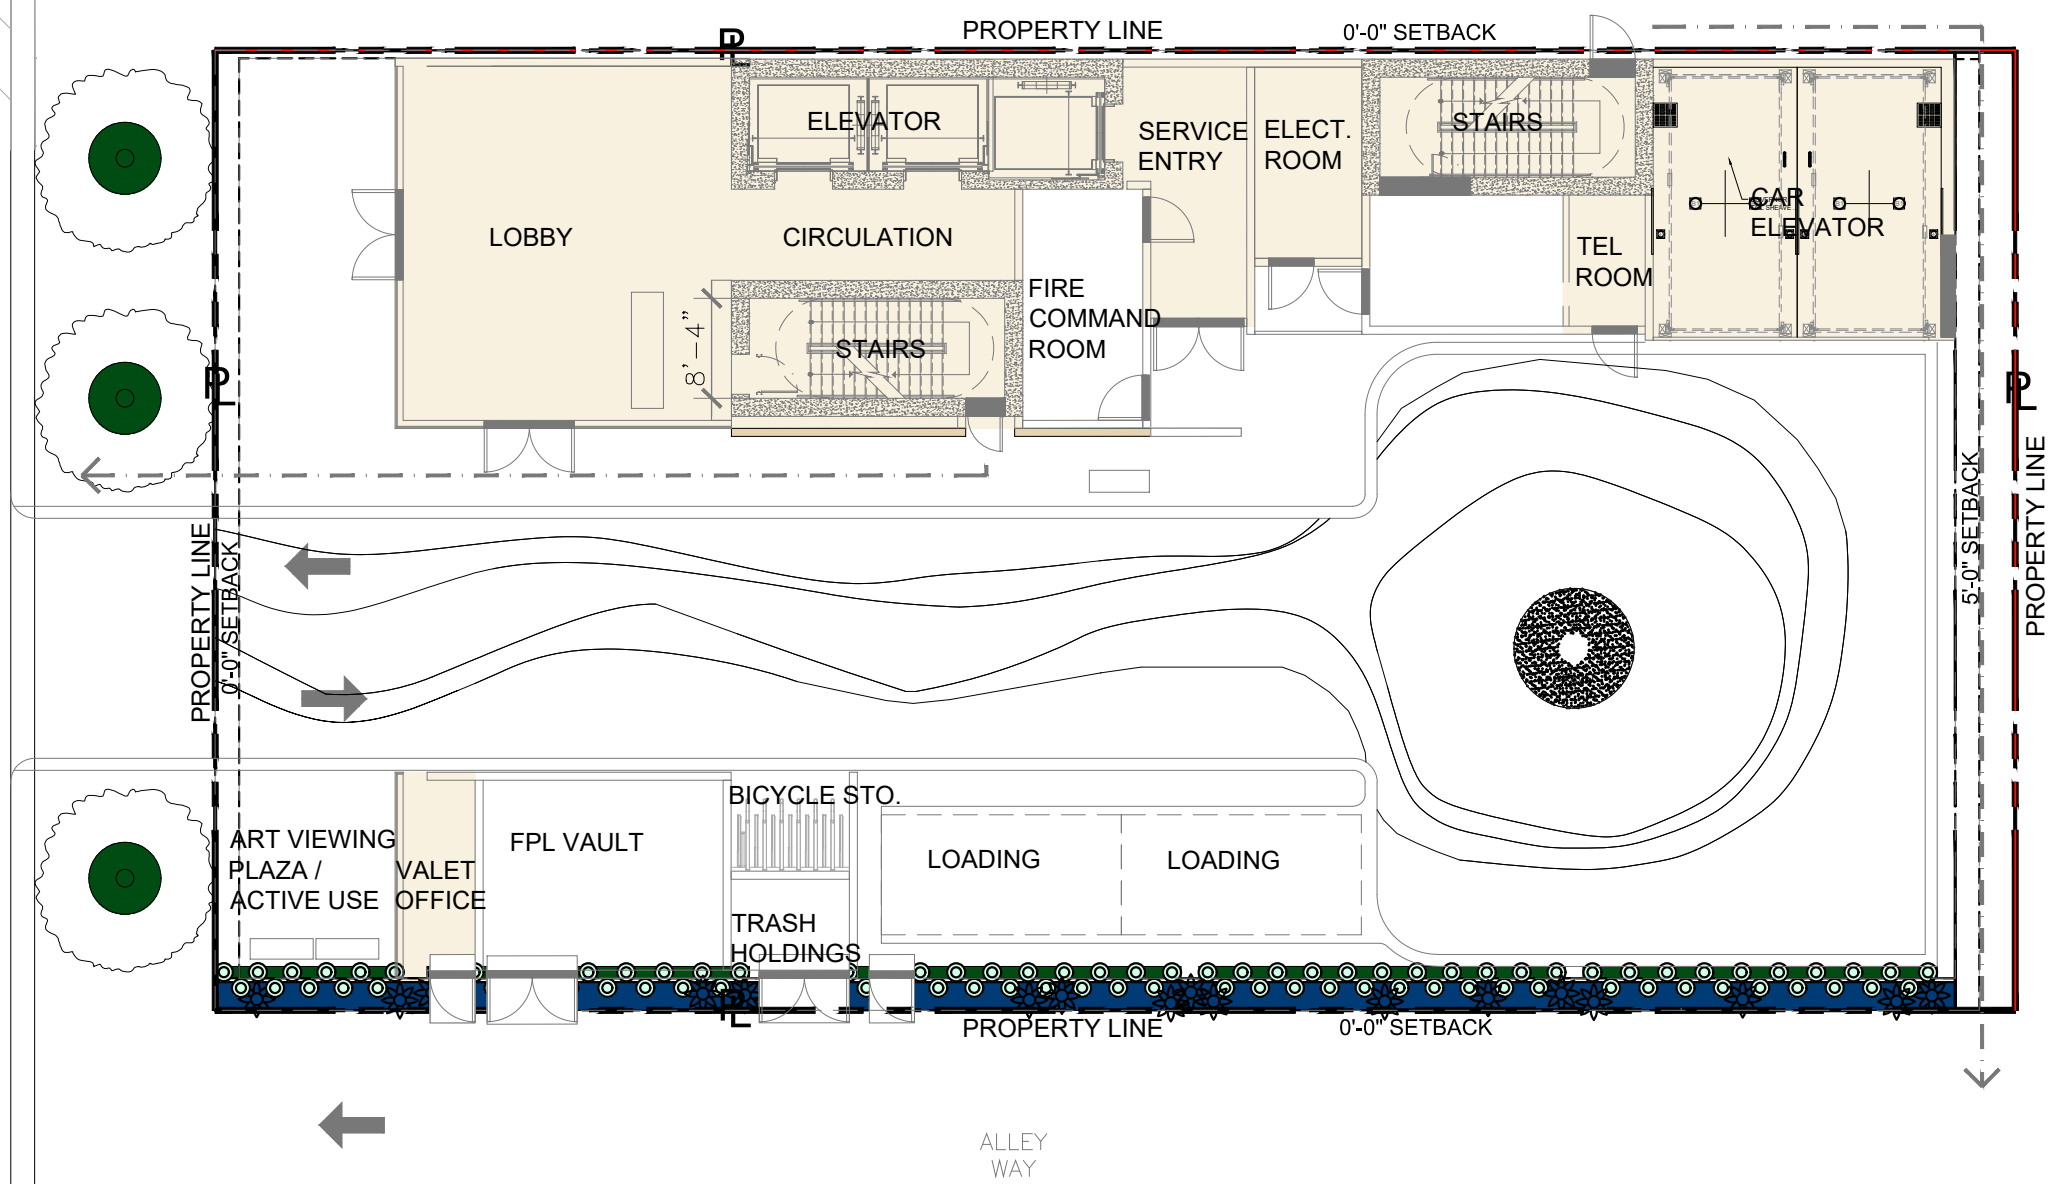 PROPERTY LINE
0'-0" SETBACK
PL
ELEVATOR
SERVICE
ENTRY
ELECT.
ROOM
STAIRS
CAR
ELEVATOR
LOBBY
CIRCULATION
TEL
ROOM
FIRE
COMMAND
ROOM
8'-4"
STAIRS
PL
PL
PROPERTY LINE
0'-0" SETBACK
5'-0" SETBACK
PROPERTY LINE
BICYCLE STO.
ART VIEWING
PLAZA /
ACTIVE USE
VALET
OFFICE
FPL VAULT
LOADING
LOADING
TRASH
HOLDINGS
PL
PROPERTY LINE
0'-0" SETBACK
ALLEY
WAY